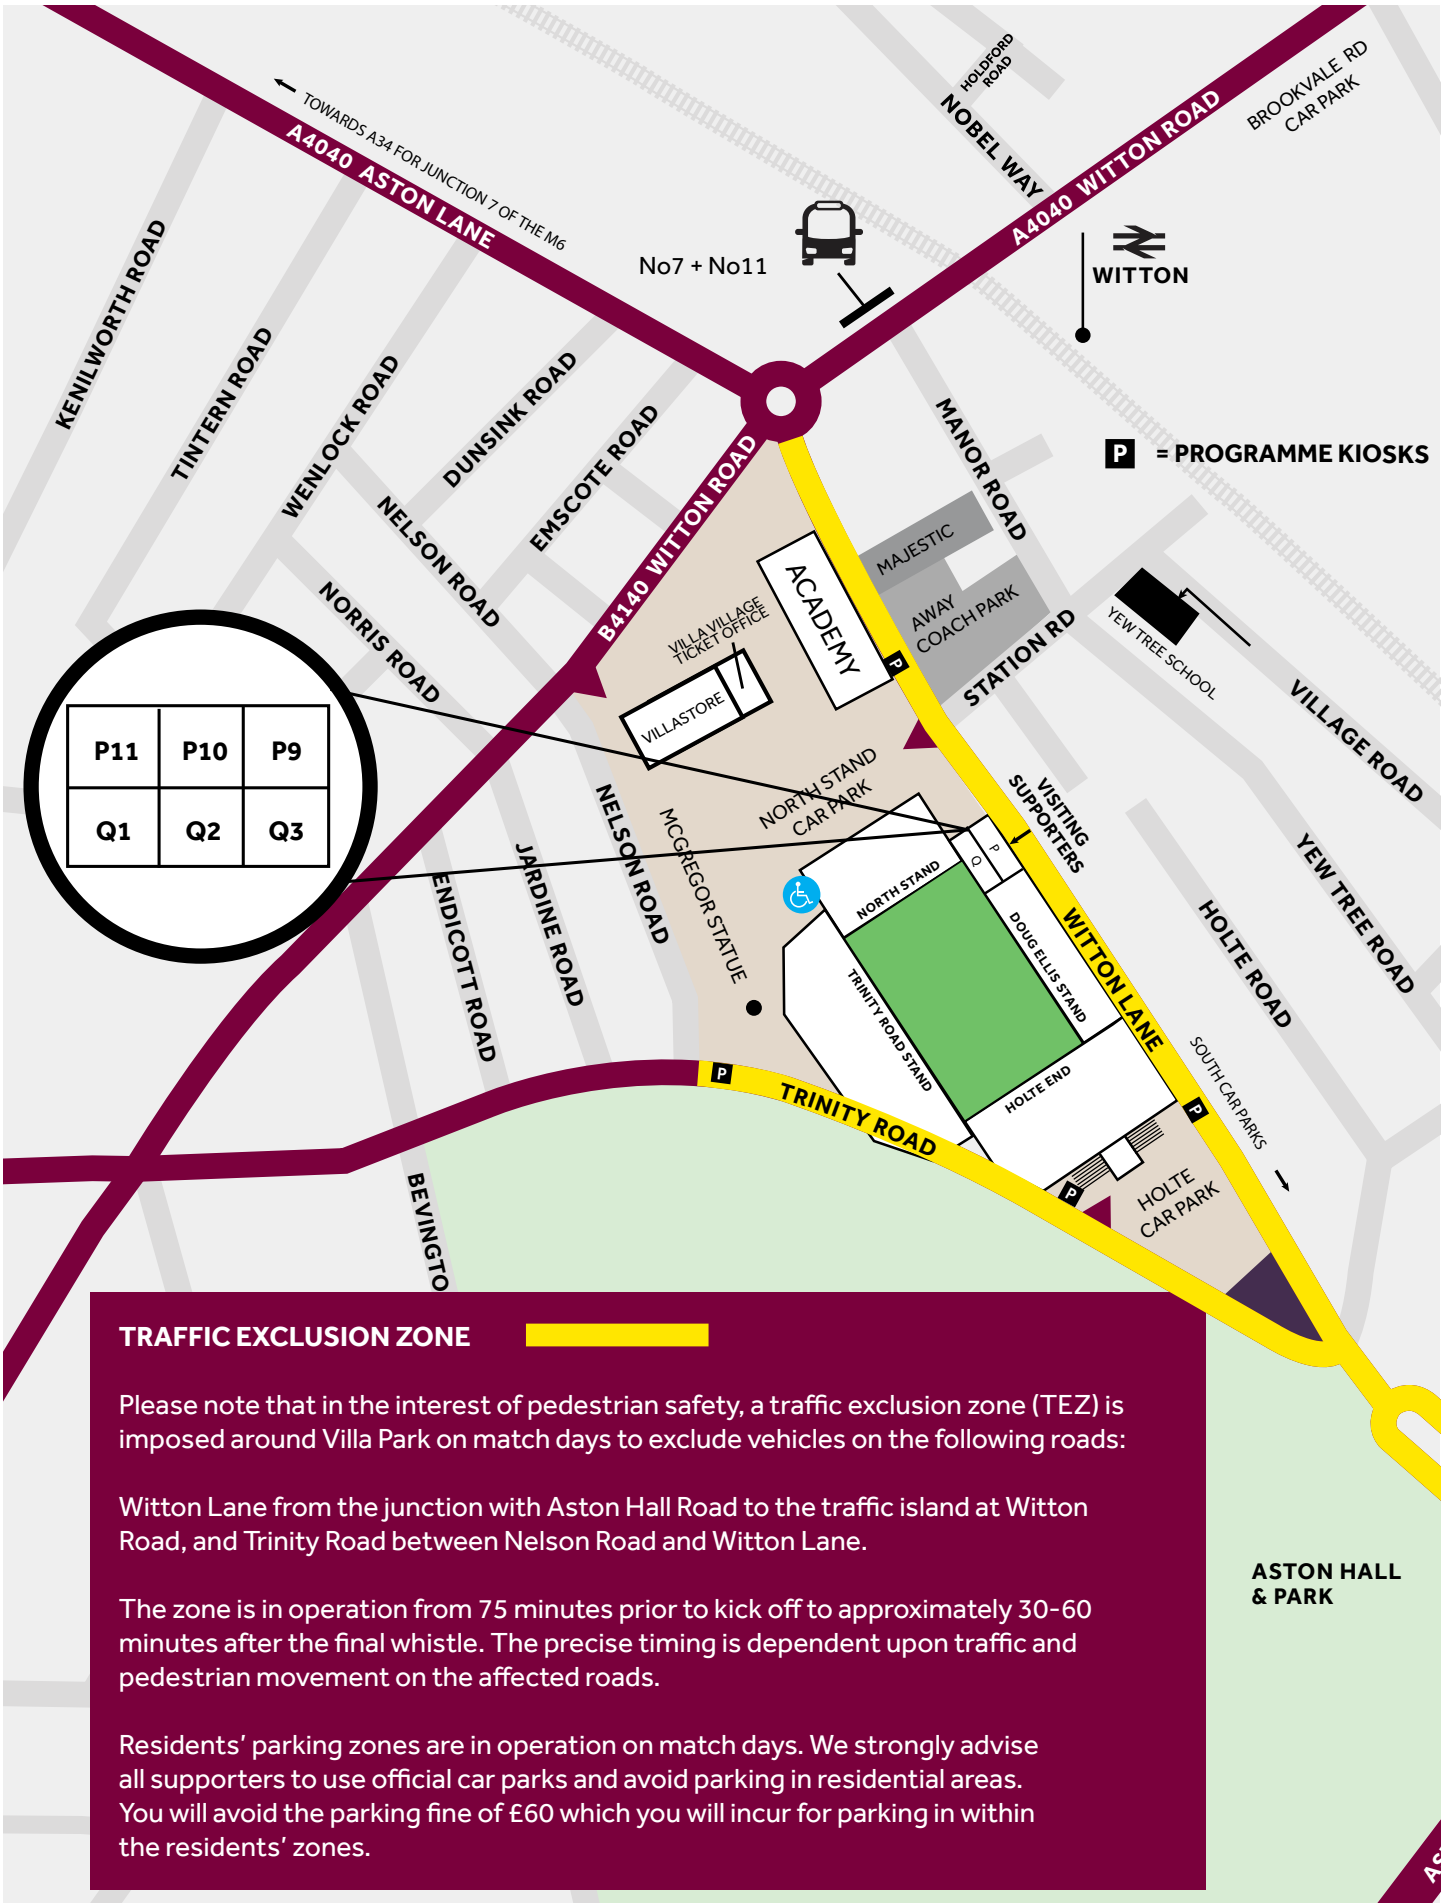 HOLDFORD
ROAD
NOBEL WAY
BROOKVALE RD
CAR PARK
A4040 WITTON ROAD
TOWARDS A34 FOR JUNCTION 7 OF THE M6
A4040 ASTON LANE
No7 + No11
WITTON
KENILWORTH ROAD
TINTERN ROAD
WENLOCK ROAD
DUNSINK ROAD
EMSCOTE ROAD
NELSON ROAD
NORRIS ROAD
B4140 WITTON ROAD
MANOR ROAD
P = PROGRAMME KIOSKS
MAJESTIC
AWAY
COACH PARK
STATION RD
YEW TREE SCHOOL
VILLAGE ROAD
ACADEMY
P
VILLA VILLAGE
TICKET OFFICE
VILLASTORE
P11 P10 P9
Q1 Q2 Q3
NORTH STAND
CAR PARK
VISITING
SUPPORTERS
MCGREGOR STATUE
NELSON ROAD
JARDINE ROAD
ENDICOTT ROAD
P
Q
NORTH STAND
DOUG ELLIS STAND
TRINITY ROAD STAND
HOLTE END
WITTON LANE
YEW TREE ROAD
HOLTE ROAD
SOUTH CAR PARKS
P
TRINITY ROAD
P
P
HOLTE
CAR PARK
BEVINGTO
TRAFFIC EXCLUSION ZONE
Please note that in the interest of pedestrian safety, a traffic exclusion zone (TEZ) is
imposed around Villa Park on match days to exclude vehicles on the following roads:
Witton Lane from the junction with Aston Hall Road to the traffic island at Witton
Road, and Trinity Road between Nelson Road and Witton Lane.
The zone is in operation from 75 minutes prior to kick off to approximately 30-60
minutes after the final whistle. The precise timing is dependent upon traffic and
pedestrian movement on the affected roads.
Residents' parking zones are in operation on match days. We strongly advise
all supporters to use official car parks and avoid parking in residential areas.
You will avoid the parking fine of £60 which you will incur for parking in within
the residents' zones.
ASTON HALL
& PARK
AS